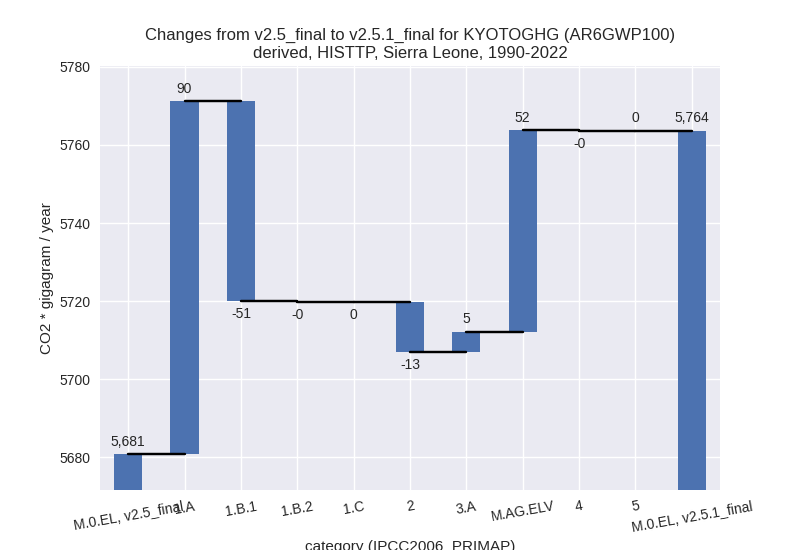 Changes from v2.5_final to v2.5.1_final for KYOTOGHG (AR6GWP100)
derived, HISTTP, Sierra Leone, 1990-2022
5780
5760
5740
5720
5700
5680
CO2 * gigagram / year
5,681
90
-51
-0
0
-13
5
52
-0
0
5,764
M.0.EL, v2.5_final
1.A
1.B.1
1.B.2
1.C
2
3.A
M.AG.ELV
4
5
M.0.EL, v2.5.1_final
category (IPCC2006_PRIMAP)